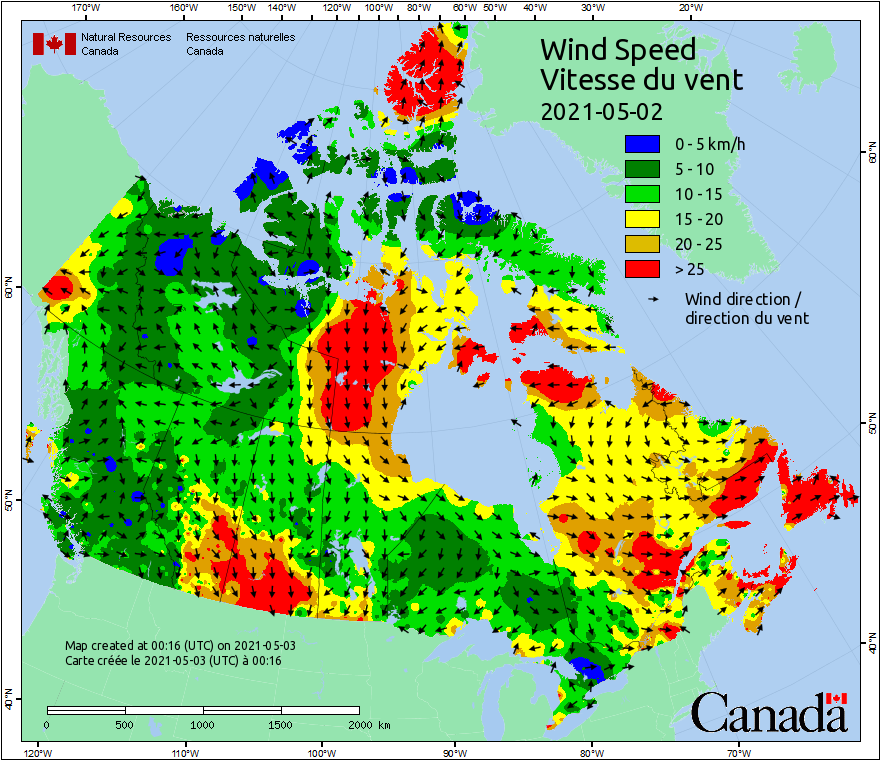 170°W 160°W 150°W 140°W 120°W 110°W 100°W 80°W 60°W 50°W 40°W 30°W 20°W
Natural Resources Canada
Ressources naturelles Canada
Wind Speed
Vitesse du vent
2021-05-02
0 - 5 km/h
5 - 10
10 - 15
15 - 20
20 - 25
> 25
Wind direction /
direction du vent
60°N
60°N
50°N
50°N
40°N
40°N
Map created at 00:16 (UTC) on 2021-05-03
Carte créée le 2021-05-03 (UTC) à 00:16
0 500 1000 1500 2000 km
Canada
120°W 110°W 100°W 90°W 80°W 70°W